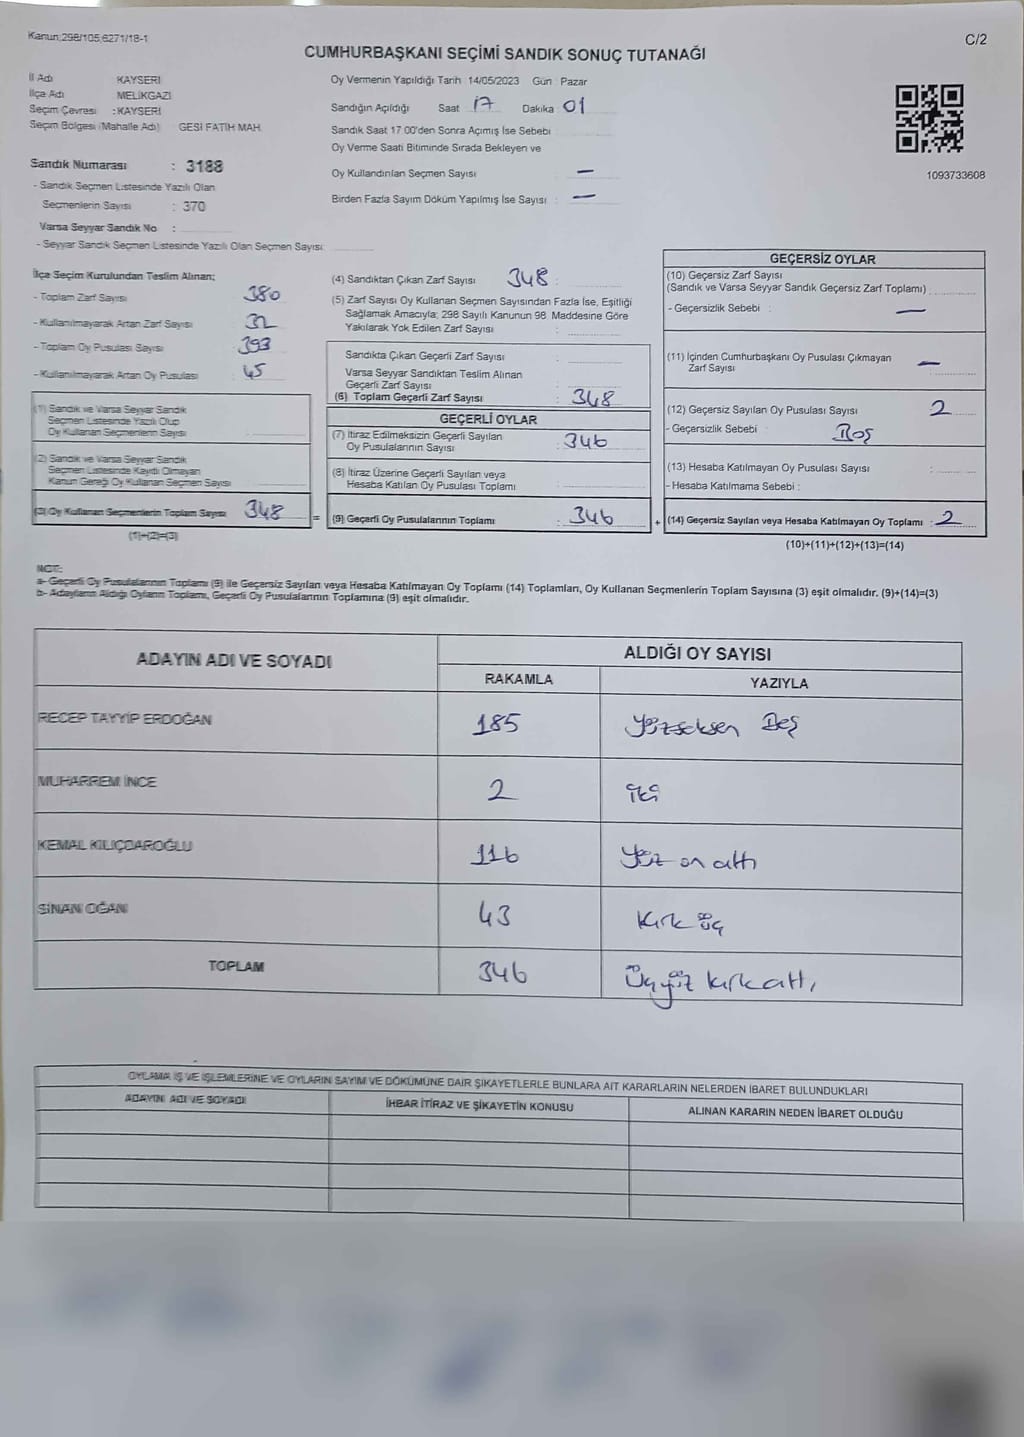 Kanun:298/105,6271/18-1
C/2
CUMHURBAŞKANI SEÇİMİ SANDIK SONUÇ TUTANAĞI
İl Adı KAYSERİ
İlçe Adı MELİKGAZİ
Seçim Çevresi : KAYSERİ
Seçim Bölgesi (Mahalle Adı) GESİ FATİH MAH.
Sandık Numarası : 3188
- Sandık Seçmen Listesinde Yazılı Olan
Seçmenlerin Sayısı : 370
Varsa Seyyar Sandık No :
- Seyyar Sandık Seçmen Listesinde Yazılı Olan Seçmen Sayısı:
Oy Vermenin Yapıldığı Tarih : 14/05/2023 Gün : Pazar
Sandığın Açıldığı Saat 17 Dakika 01
Sandık Saat 17.00'den Sonra Açımış İse Sebebi
Oy Verme Saati Bitiminde Sırada Bekleyen ve
Oy Kullandırılan Seçmen Sayısı : —
Birden Fazla Sayım Döküm Yapılmış İse Sayısı : —
1093733608
İlçe Seçim Kurulundan Teslim Alınan;
- Toplam Zarf Sayısı 380
- Kullanılmayarak Artan Zarf Sayısı 32
- Toplam Oy Pusulası Sayısı 393
- Kullanılmayarak Artan Oy Pusulası 45
(1) Sandık ve Varsa Seyyar Sandık
Seçmen Listesinde Yazılı Olup
Oy Kullanan Seçmenlerin Sayısı
(2) Sandık ve Varsa Seyyar Sandık
Seçmen Listesinde Kayıtlı Olmayan
Kanun Gereği Oy Kullanan Seçmen Sayısı
(3) Oy Kullanan Seçmenlerin Toplam Sayısı 348
(1)+(2)=(3)
(4) Sandıktan Çıkan Zarf Sayısı 348
(5) Zarf Sayısı Oy Kullanan Seçmen Sayısından Fazla İse, Eşitliği
Sağlamak Amacıyla; 298 Sayılı Kanunun 98. Maddesine Göre
Yakılarak Yok Edilen Zarf Sayısı :
Sandıkta Çıkan Geçerli Zarf Sayısı :
Varsa Seyyar Sandıktan Teslim Alınan
Geçerli Zarf Sayısı :
(6) Toplam Geçerli Zarf Sayısı : 348
GEÇERLİ OYLAR
(7) İtiraz Edilmeksizin Geçerli Sayılan
Oy Pusulalarının Sayısı : 346
(8) İtiraz Üzerine Geçerli Sayılan veya
Hesaba Katılan Oy Pusulası Toplamı :
= (9) Geçerli Oy Pusulalarının Toplamı : 346
GEÇERSİZ OYLAR
(10) Geçersiz Zarf Sayısı
(Sandık ve Varsa Seyyar Sandık Geçersiz Zarf Toplamı) :
- Geçersizlik Sebebi : —
(11) İçinden Cumhurbaşkanı Oy Pusulası Çıkmayan
Zarf Sayısı : —
(12) Geçersiz Sayılan Oy Pusulası Sayısı : 2
- Geçersizlik Sebebi : Boş
(13) Hesaba Katılmayan Oy Pusulası Sayısı :
- Hesaba Katılmama Sebebi :
+ (14) Geçersiz Sayılan veya Hesaba Katılmayan Oy Toplamı : 2
(10)+(11)+(12)+(13)=(14)
NOT:
a- Geçerli Oy Pusulalarının Toplamı (9) ile Geçersiz Sayılan veya Hesaba Katılmayan Oy Toplamı (14) Toplamları, Oy Kullanan Seçmenlerin Toplam Sayısına (3) eşit olmalıdır. (9)+(14)=(3)
b- Adayların Aldığı Oyların Toplamı, Geçerli Oy Pusulalarının Toplamına (9) eşit olmalıdır.
ADAYIN ADI VE SOYADI ALDIĞI OY SAYISI
RAKAMLA YAZIYLA
RECEP TAYYİP ERDOĞAN 185 Yüzseksen Beş
MUHARREM İNCE 2 iki
KEMAL KILIÇDAROĞLU 116 Yüz on altı
SİNAN OĞAN 43 Kırk üç
TOPLAM 346 Üçyüz kırkaltı
OYLAMA İŞ VE İŞLEMLERİNE VE OYLARIN SAYIM VE DÖKÜMÜNE DAİR ŞİKAYETLERLE BUNLARA AİT KARARLARIN NELERDEN İBARET BULUNDUKLARI
ADAYIN ADI VE SOYADI İHBAR İTİRAZ VE ŞİKAYETİN KONUSU ALINAN KARARIN NEDEN İBARET OLDUĞU